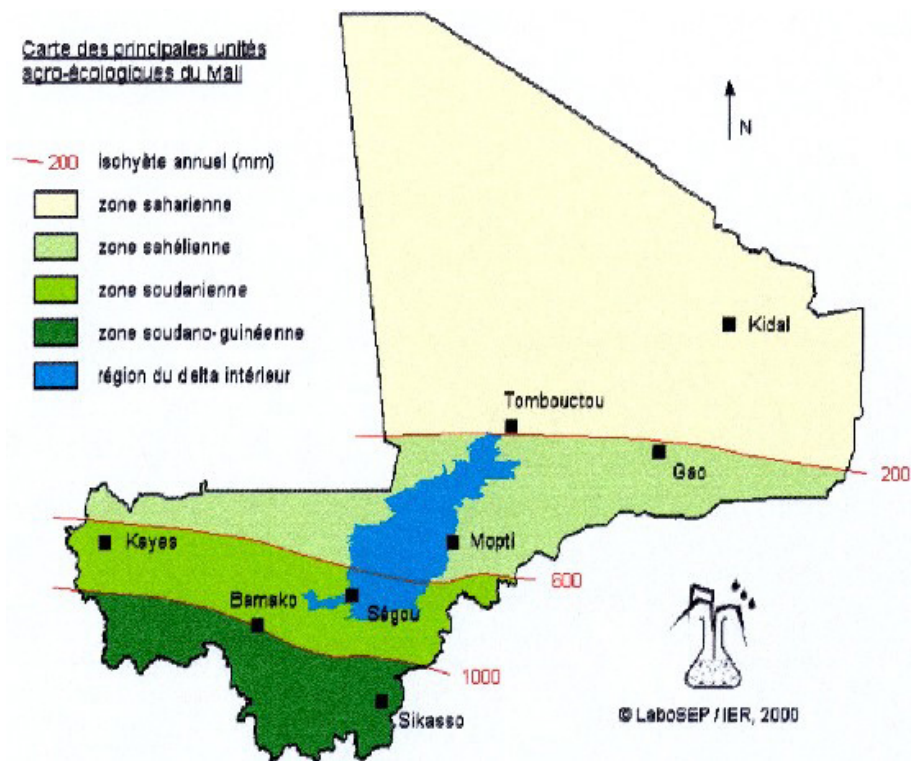 Carte des principales unités
agro-écologiques du Mali
N
200 isohyète annuel (mm)
zone saharienne
zone sahélienne
zone soudanienne
zone soudano-guinéenne
région du delta intérieur
Kidal
Tombouctou
Gao
200
Kayes
Mopti
600
Bamako
Ségou
1000
Sikasso
© LaboSEP / IER, 2000